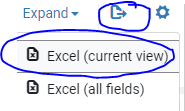 Expand
Excel (current view)
Excel (all fields)